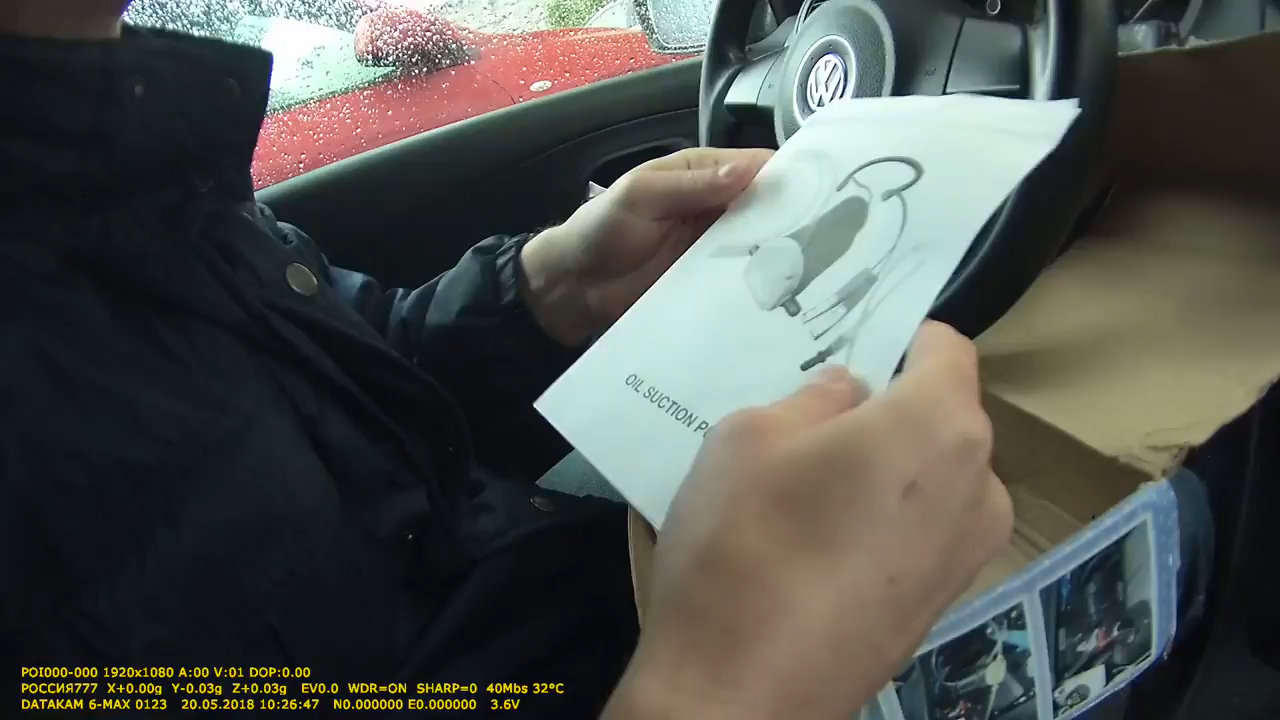 OIL SUCTION
POI000-000 1920x1080 A:00 V:01 DOP:0.00
РОССИЯ777 X+0.00g Y-0.03g Z+0.03g EV0.0 WDR=ON SHARP=0 40Mbs 32°C
DATAKAM 6-MAX 0123 20.05.2018 10:26:47 N0.000000 E0.000000 3.6V